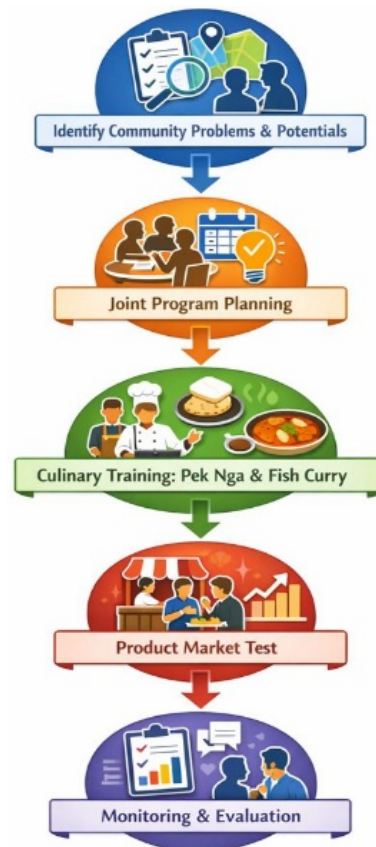 Identify Community Problems & Potentials
Joint Program Planning
Culinary Training: Pek Nga & Fish Curry
Product Market Test
Monitoring & Evaluation